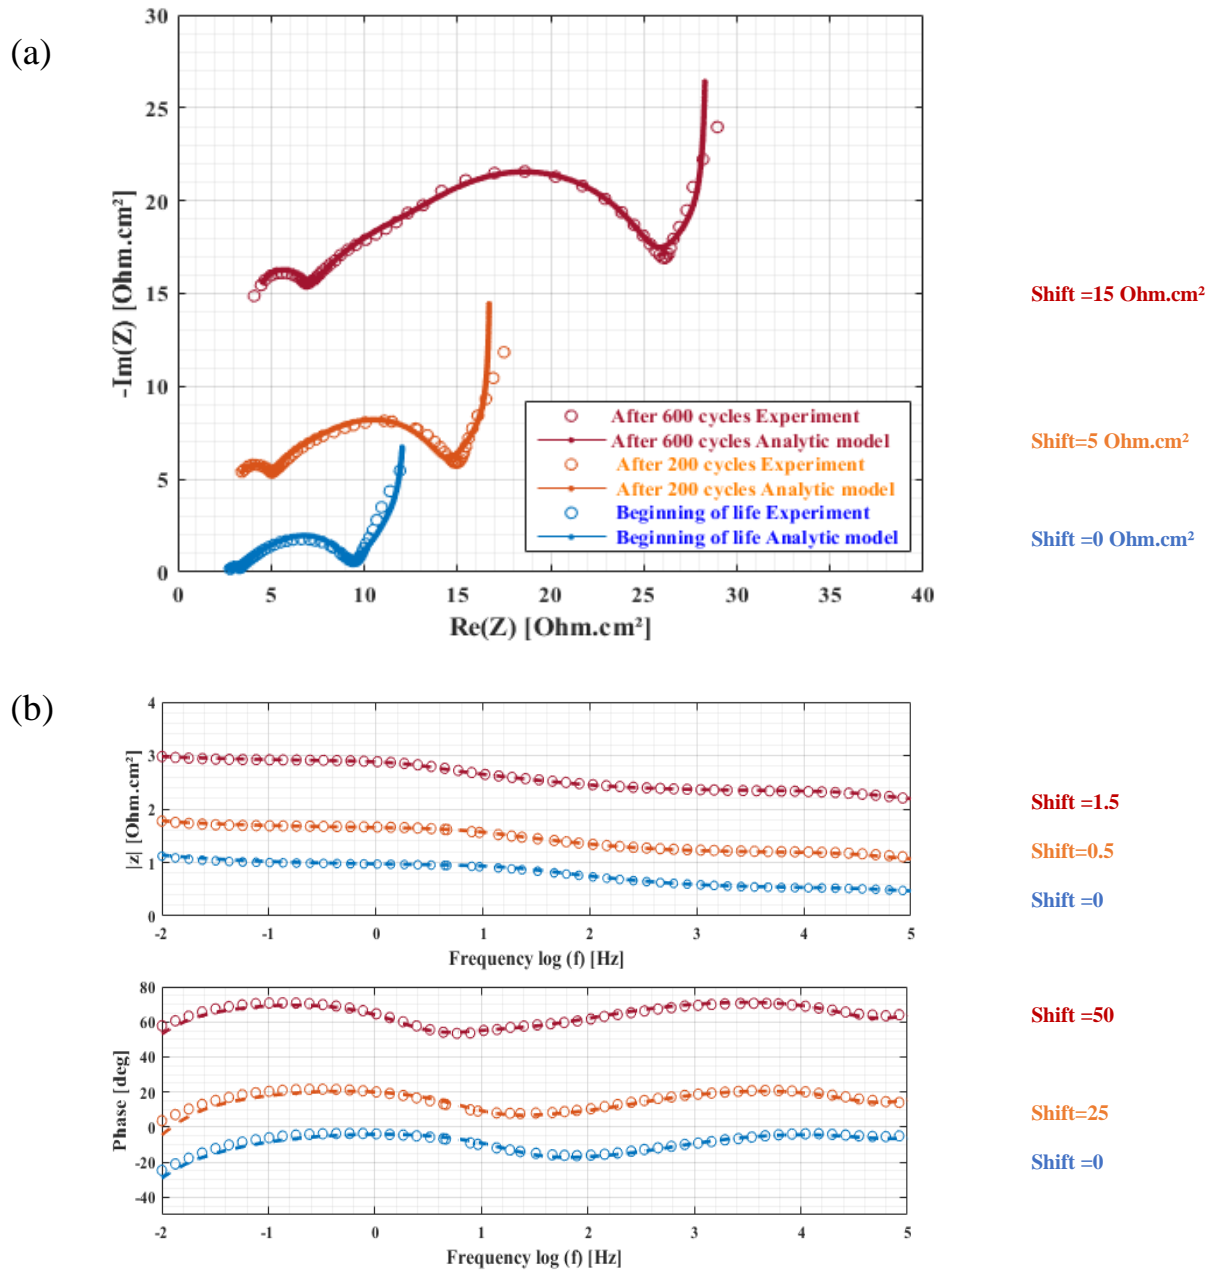 (a)
30
25
20
15
10
5
0
-Im(Z) [Ohm.cm²]
After 600 cycles Experiment
After 600 cycles Analytic model
After 200 cycles Experiment
After 200 cycles Analytic model
Beginning of life Experiment
Beginning of life Analytic model
0 5 10 15 20 25 30 35 40
Re(Z) [Ohm.cm²]
Shift =15 Ohm.cm²
Shift=5 Ohm.cm²
Shift =0 Ohm.cm²
(b)
4
3
2
1
0
|z| [Ohm.cm²]
-2 -1 0 1 2 3 4 5
Frequency log (f) [Hz]
Shift =1.5
Shift=0.5
Shift =0
80
60
40
20
0
-20
-40
Phase [deg]
-2 -1 0 1 2 3 4 5
Frequency log (f) [Hz]
Shift =50
Shift=25
Shift =0